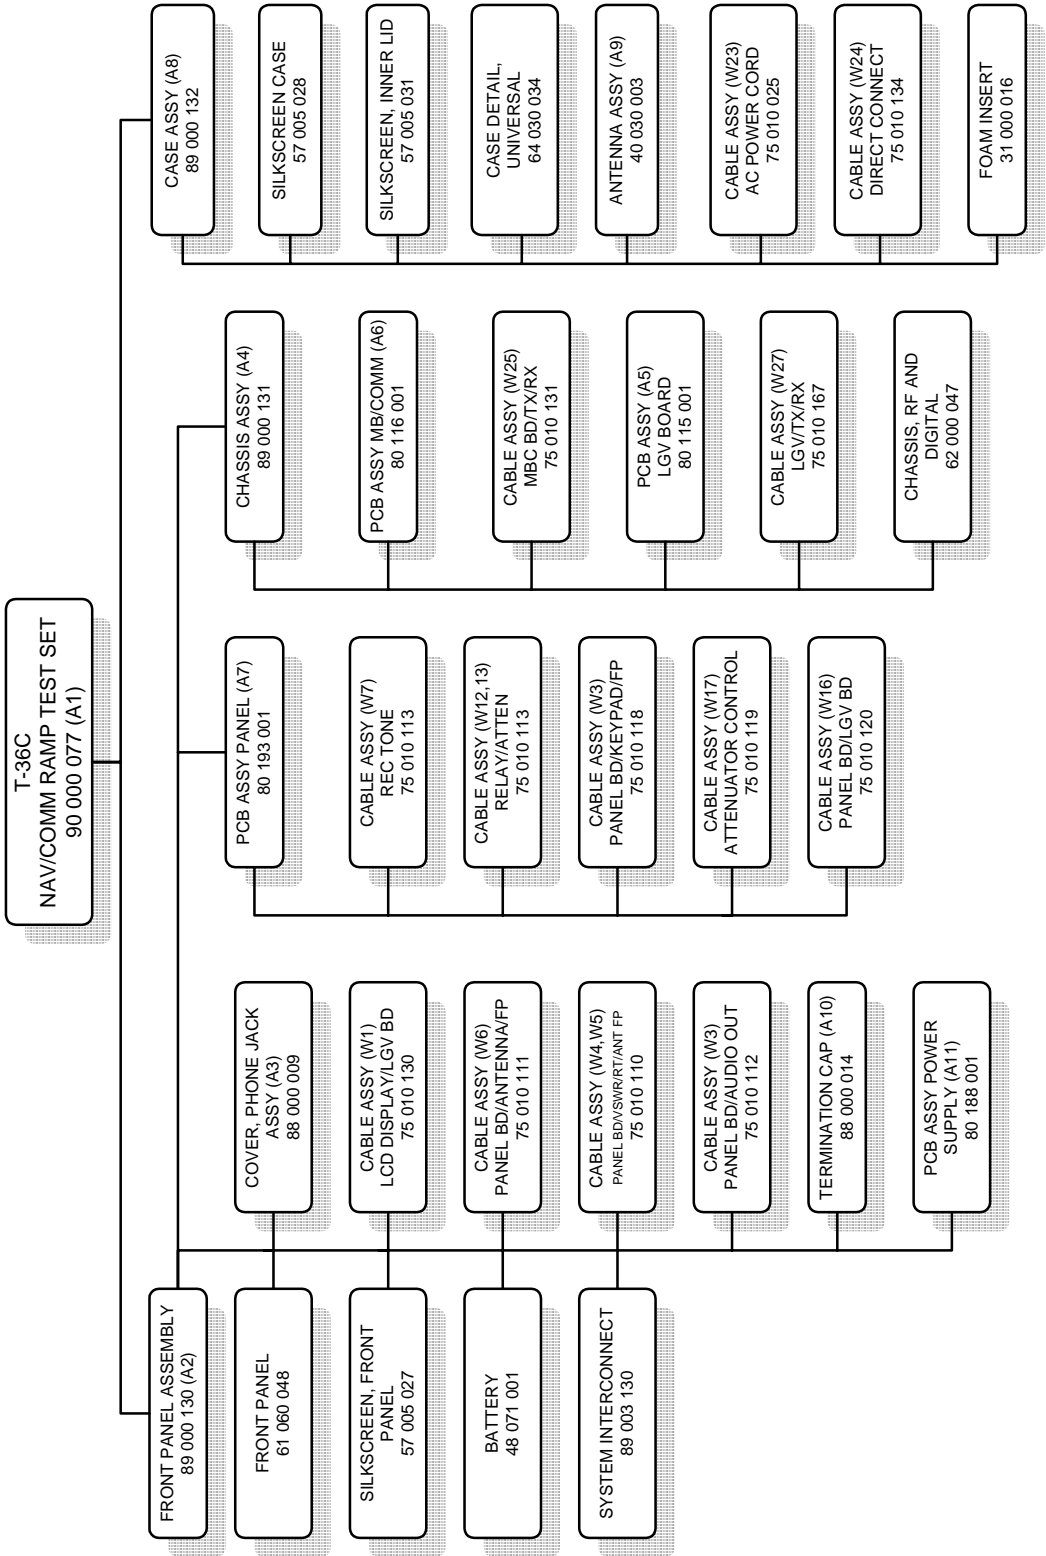 T-36C
NAV/COMM RAMP TEST SET
90 000 077 (A1)
FRONT PANEL ASSEMBLY
89 000 130 (A2)
FRONT PANEL
61 060 048
SILKSCREEN, FRONT
PANEL
57 005 027
BATTERY
48 071 001
SYSTEM INTERCONNECT
89 003 130
COVER, PHONE JACK
ASSY (A3)
88 000 009
CABLE ASSY (W1)
LCD DISPLAY/LGV BD
75 010 130
CABLE ASSY (W6)
PANEL BD/ANTENNA/FP
75 010 111
CABLE ASSY (W4,W5)
PANEL BD/VSWR/RT/ANT FP
75 010 110
CABLE ASSY (W3)
PANEL BD/AUDIO OUT
75 010 112
TERMINATION CAP (A10)
88 000 014
PCB ASSY POWER
SUPPLY (A11)
80 188 001
PCB ASSY PANEL (A7)
80 193 001
CABLE ASSY (W7)
REC TONE
75 010 113
CABLE ASSY (W12,13)
RELAY/ATTEN
75 010 113
CABLE ASSY (W3)
PANEL BD/KEYPAD/FP
75 010 118
CABLE ASSY (W17)
ATTENUATOR CONTROL
75 010 119
CABLE ASSY (W16)
PANEL BD/LGV BD
75 010 120
CHASSIS ASSY (A4)
89 000 131
PCB ASSY MB/COMM (A6)
80 116 001
CABLE ASSY (W25)
MBC BD/TX/RX
75 010 131
PCB ASSY (A5)
LGV BOARD
80 115 001
CABLE ASSY (W27)
LGV/TX/RX
75 010 167
CHASSIS, RF AND
DIGITAL
62 000 047
CASE ASSY (A8)
89 000 132
SILKSCREEN CASE
57 005 028
SILKSCREEN, INNER LID
57 005 031
CASE DETAIL,
UNIVERSAL
64 030 034
ANTENNA ASSY (A9)
40 030 003
CABLE ASSY (W23)
AC POWER CORD
75 010 025
CABLE ASSY (W24)
DIRECT CONNECT
75 010 134
FOAM INSERT
31 000 016